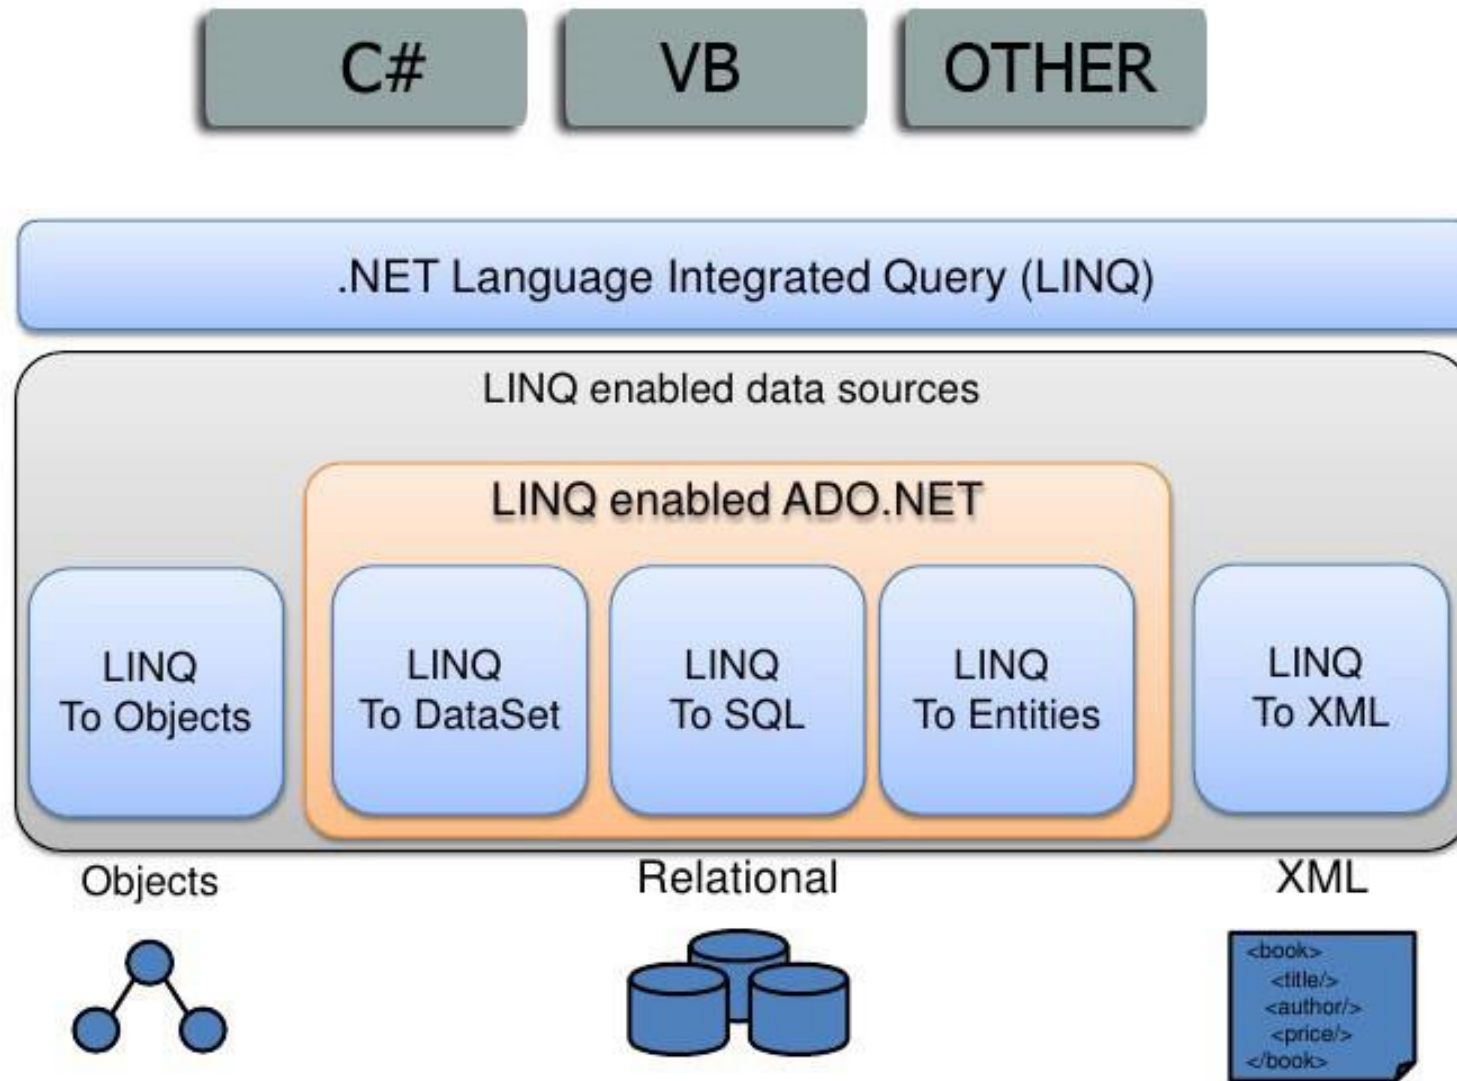 C#
VB
OTHER
.NET Language Integrated Query (LINQ)
LINQ enabled data sources
LINQ enabled ADO.NET
LINQ
To Objects
LINQ
To DataSet
LINQ
To SQL
LINQ
To Entities
LINQ
To XML
Objects
Relational
XML
<book>
<title/>
<author/>
<price/>
</book>